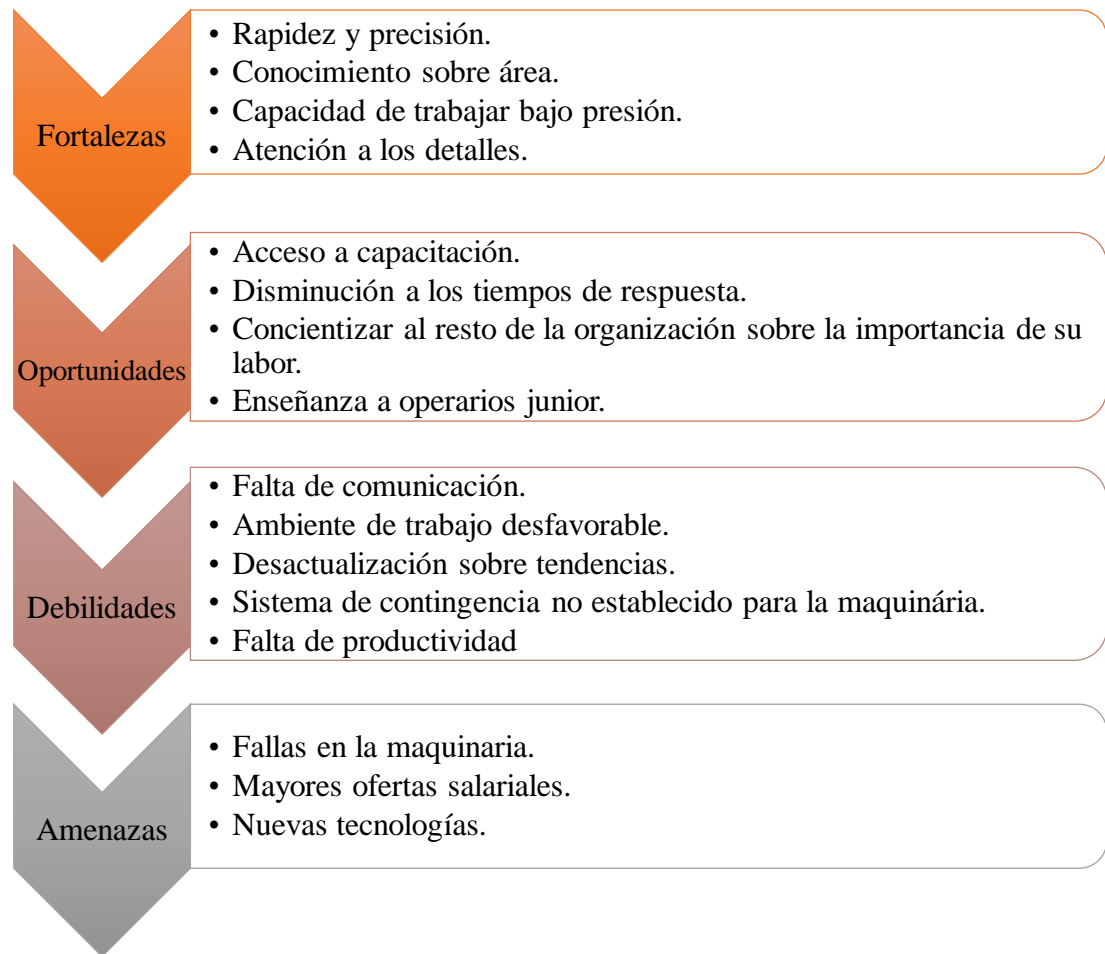 Fortalezas
• Rapidez y precisión.
• Conocimiento sobre área.
• Capacidad de trabajar bajo presión.
• Atención a los detalles.
Oportunidades
• Acceso a capacitación.
• Disminución a los tiempos de respuesta.
• Concientizar al resto de la organización sobre la importancia de su
labor.
• Enseñanza a operarios junior.
Debilidades
• Falta de comunicación.
• Ambiente de trabajo desfavorable.
• Desactualización sobre tendencias.
• Sistema de contingencia no establecido para la maquinária.
• Falta de productividad
Amenazas
• Fallas en la maquinaria.
• Mayores ofertas salariales.
• Nuevas tecnologías.